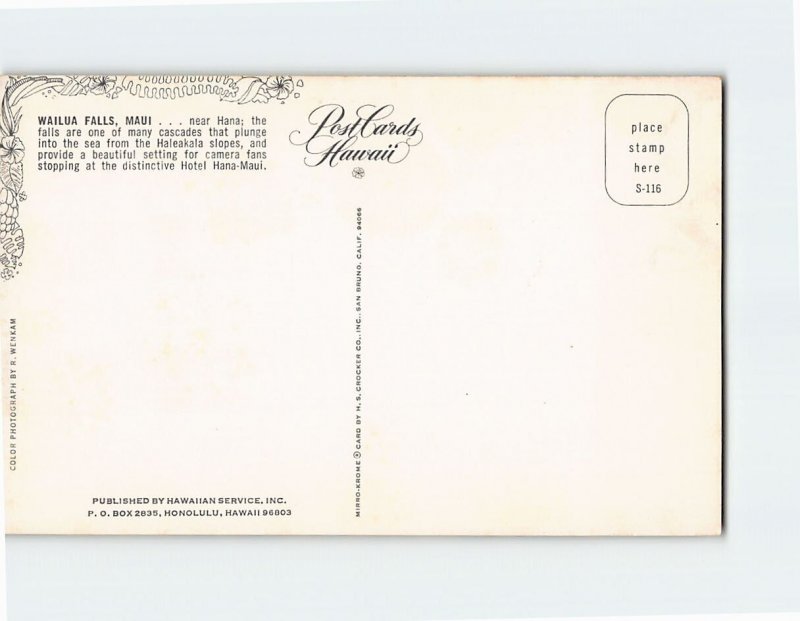 WAILUA FALLS, MAUI . . . near Hana; the
falls are one of many cascades that plunge
into the sea from the Haleakala slopes, and
provide a beautiful setting for camera fans
stopping at the distinctive Hotel Hana-Maui.
Post Cards
Hawaii
place
stamp
here
S-116
COLOR PHOTOGRAPH BY R. WENKAM
MIRRO-KROME ® CARD BY H. S. CROCKER CO., INC., SAN BRUNO, CALIF. 94066
PUBLISHED BY HAWAIIAN SERVICE, INC.
P. O. BOX 2835, HONOLULU, HAWAII 96803